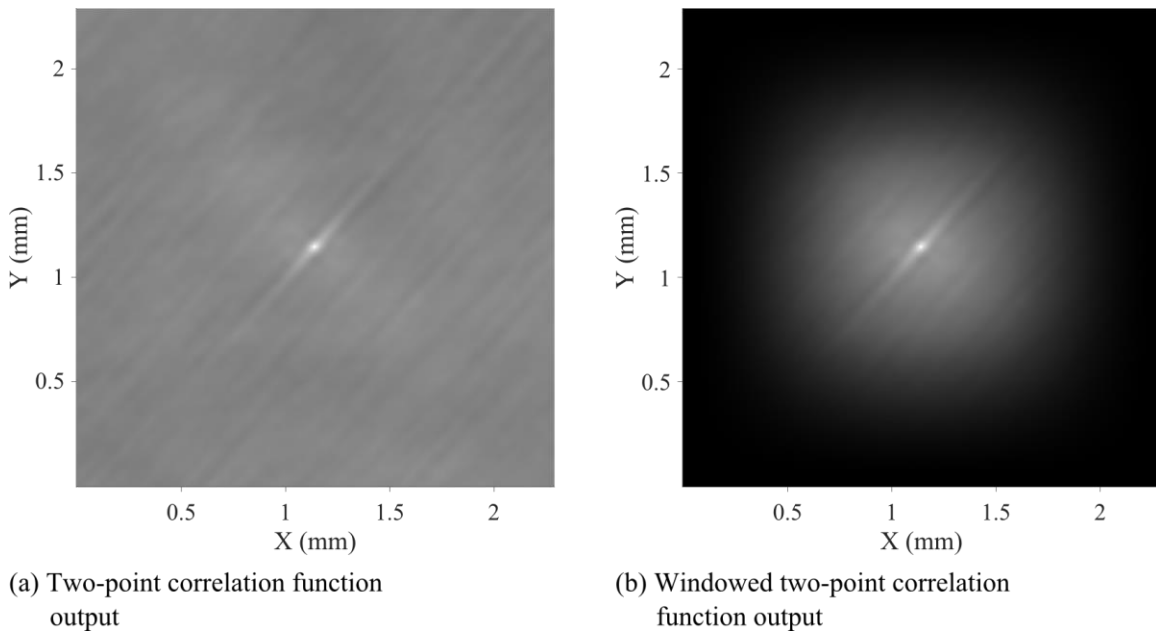 2
1.5
1
0.5
Y (mm)
0.5 1 1.5 2
X (mm)
(a) Two-point correlation function
output
2
1.5
1
0.5
Y (mm)
0.5 1 1.5 2
X (mm)
(b) Windowed two-point correlation
function output